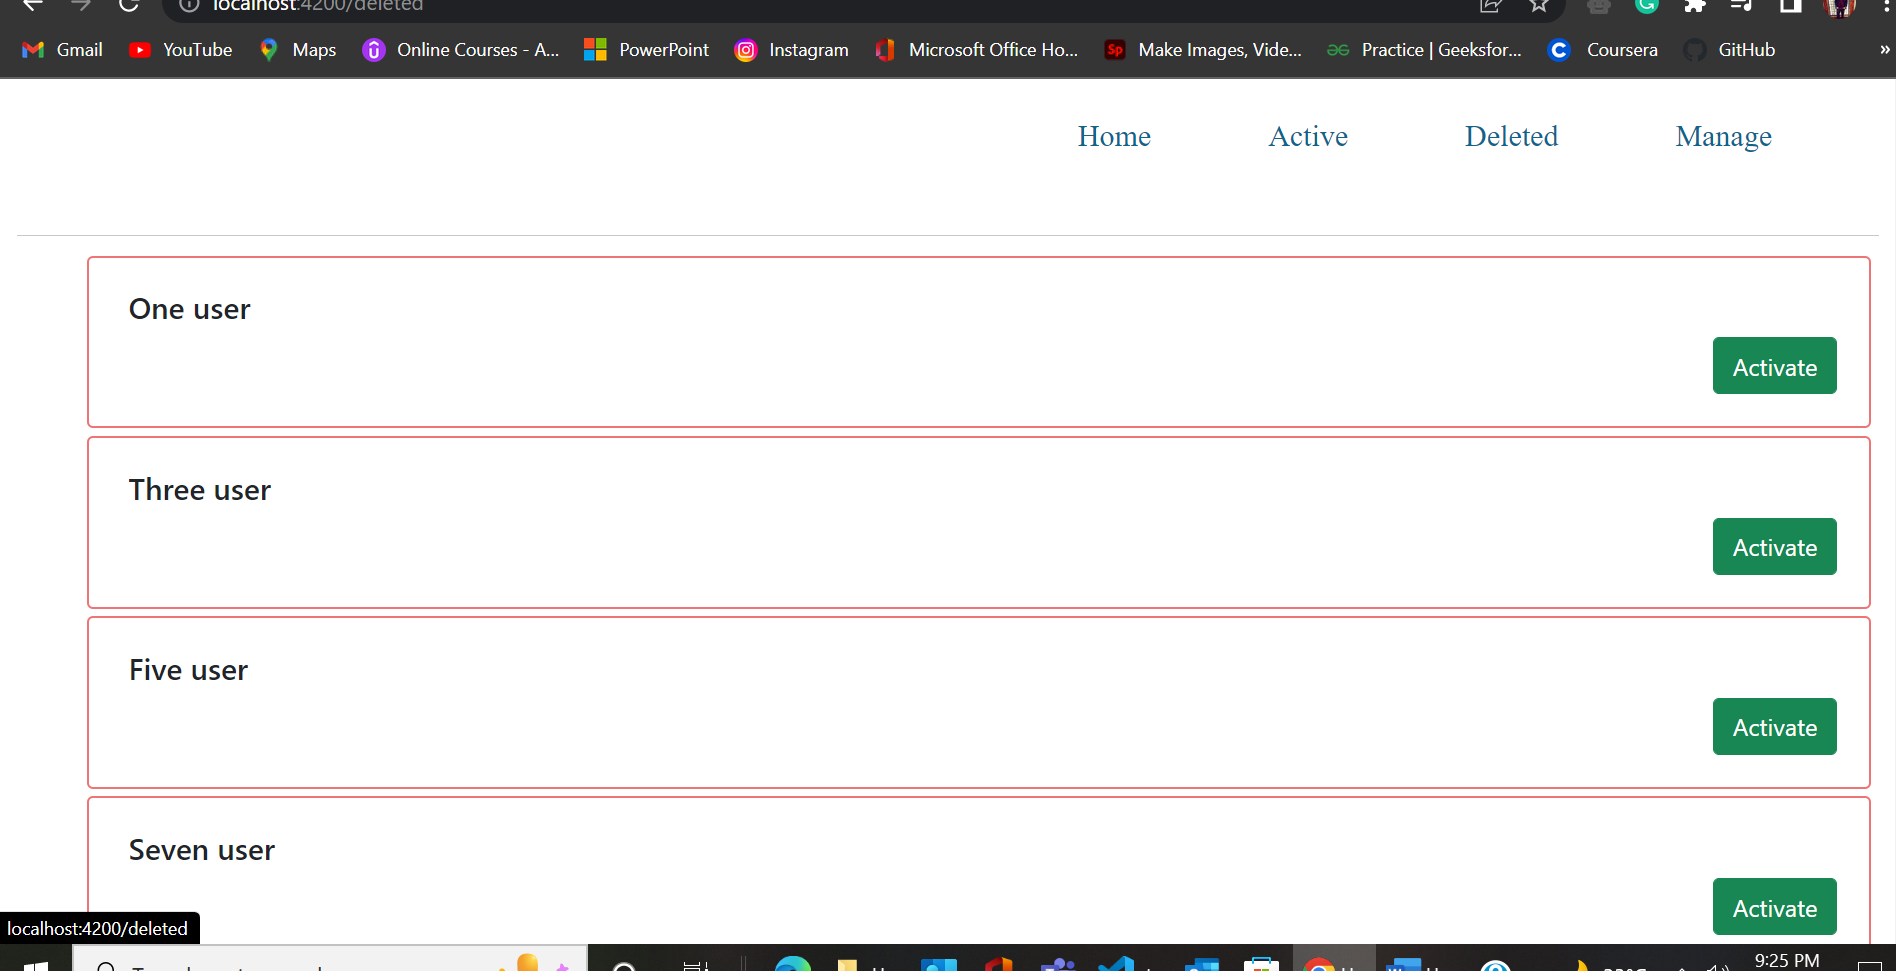 localhost:4200/deleted
Gmail YouTube Maps Online Courses - A... PowerPoint Instagram Microsoft Office Ho... Make Images, Vide... Practice | Geeksfor... Coursera GitHub »
Home Active Deleted Manage
One user
Activate
Three user
Activate
Five user
Activate
Seven user
Activate
localhost:4200/deleted
9:25 PM